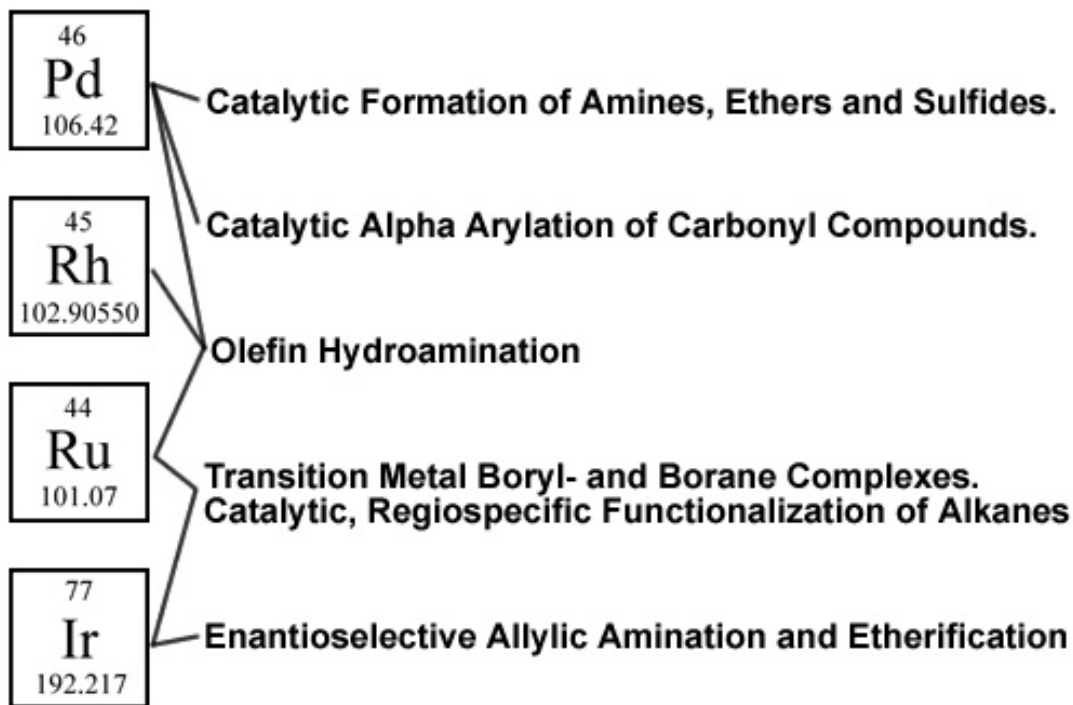 46
Pd
106.42
Catalytic Formation of Amines, Ethers and Sulfides.
Catalytic Alpha Arylation of Carbonyl Compounds.
45
Rh
102.90550
Olefin Hydroamination
44
Ru
101.07
Transition Metal Boryl- and Borane Complexes.
Catalytic, Regiospecific Functionalization of Alkanes
77
Ir
192.217
Enantioselective Allylic Amination and Etherification